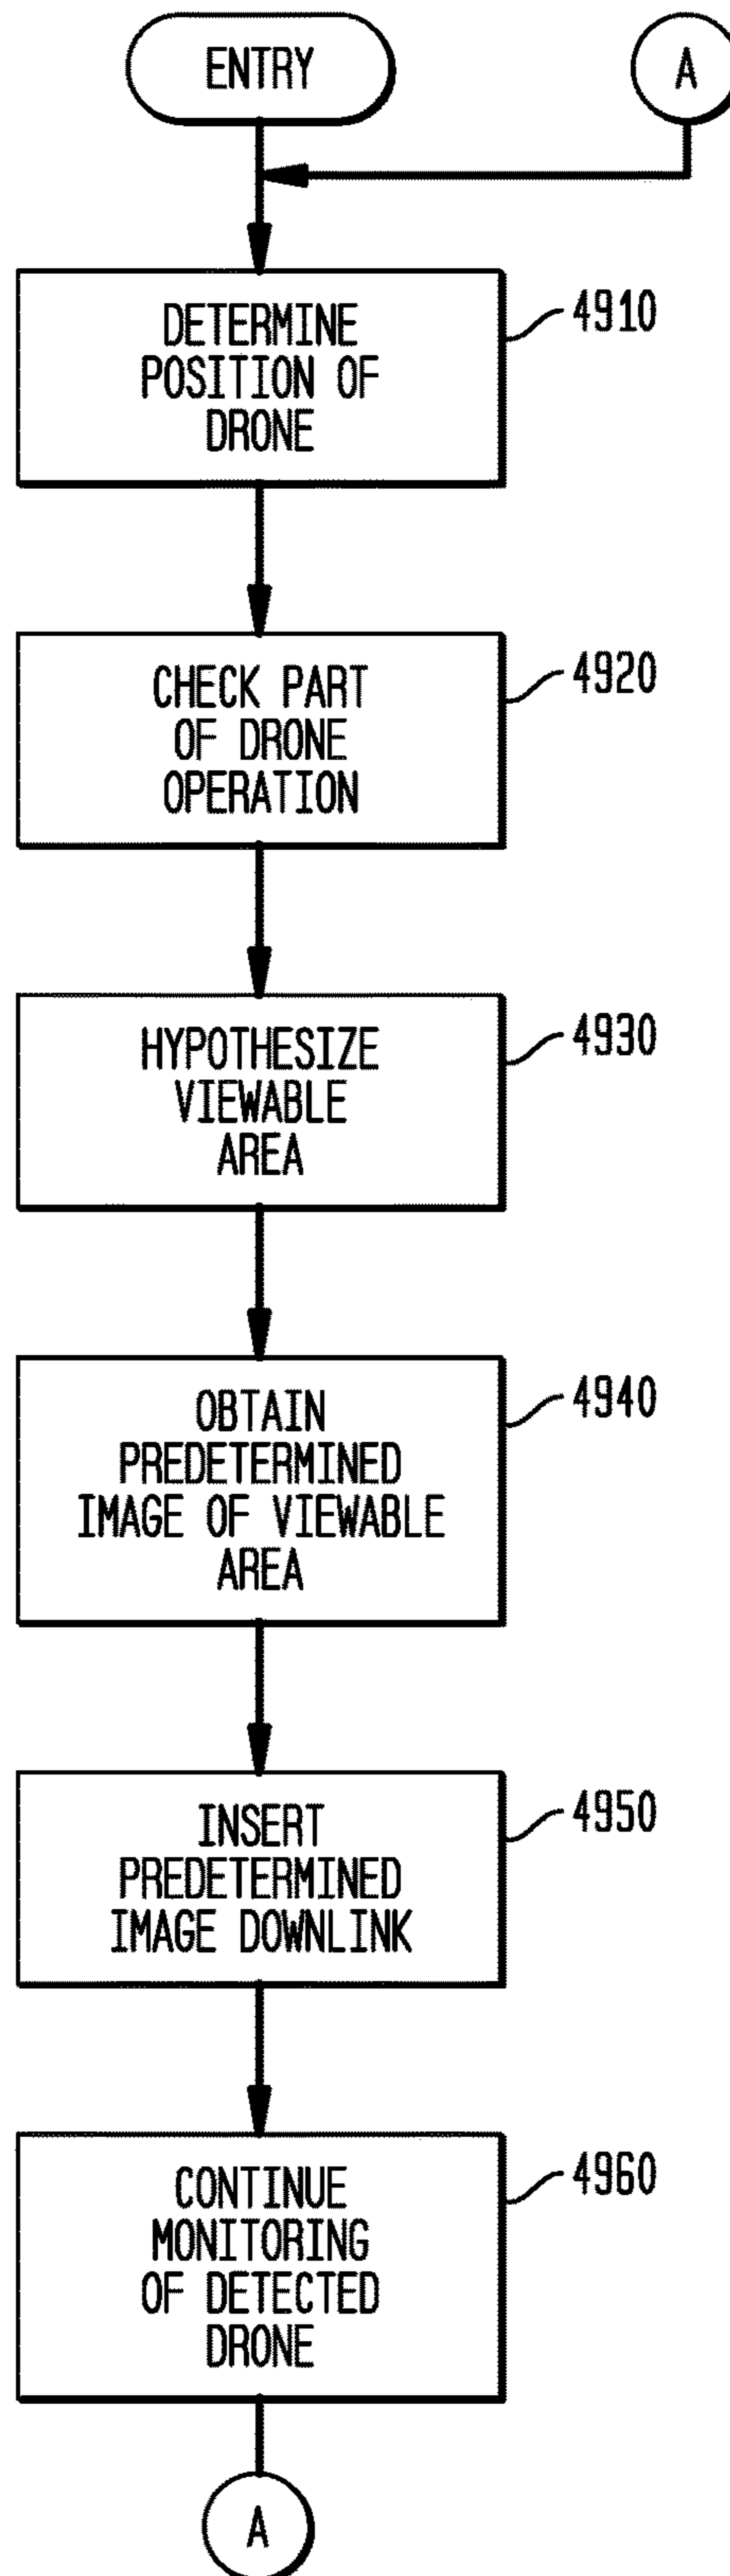 ENTRY
A
DETERMINE
POSITION OF
DRONE
4910
CHECK PART
OF DRONE
OPERATION
4920
HYPOTHESIZE
VIEWABLE
AREA
4930
OBTAIN
PREDETERMINED
IMAGE OF VIEWABLE
AREA
4940
INSERT
PREDETERMINED
IMAGE DOWNLINK
4950
CONTINUE
MONITORING
OF DETECTED
DRONE
4960
A